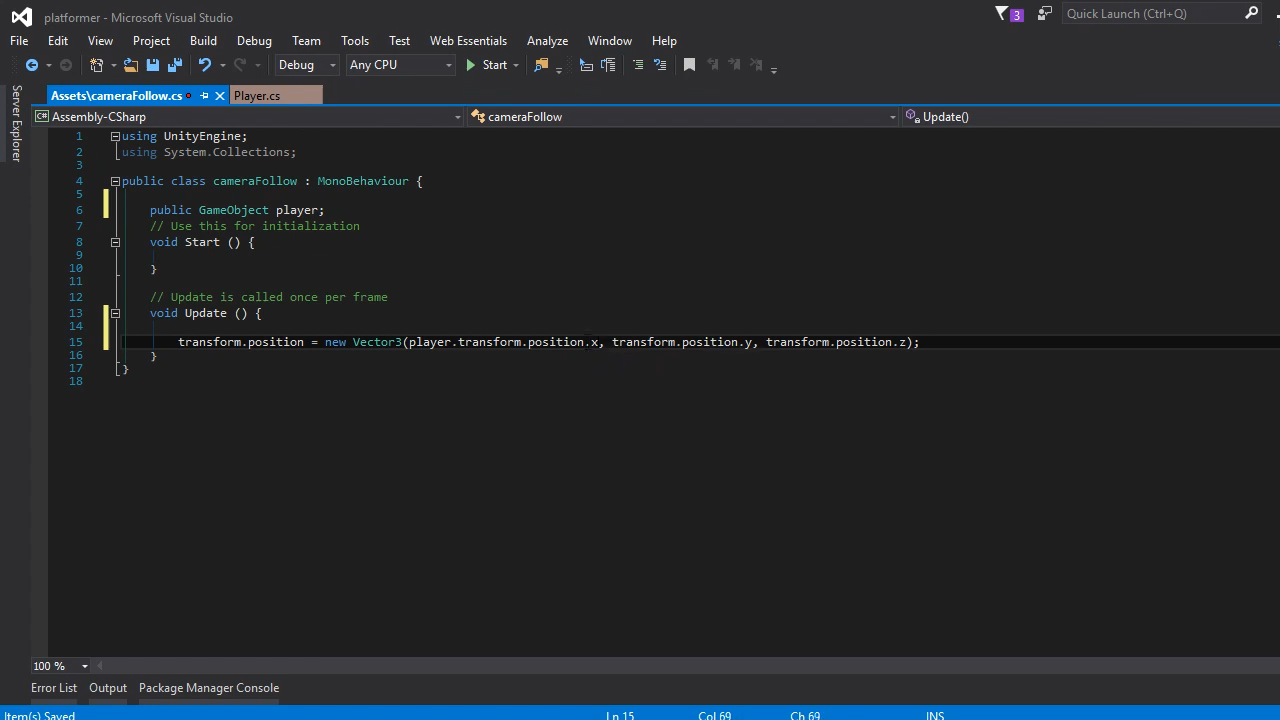 platformer - Microsoft Visual Studio
3
Quick Launch (Ctrl+Q)
File Edit View Project Build Debug Team Tools Test Web Essentials Analyze Window Help
Debug Any CPU Start
Server Explorer
Assets\cameraFollow.cs Player.cs
C# Assembly-CSharp cameraFollow Update()
1 using UnityEngine;
2 using System.Collections;
3
4 public class cameraFollow : MonoBehaviour {
5
6 public GameObject player;
7 // Use this for initialization
8 void Start () {
9
10 }
11
12 // Update is called once per frame
13 void Update () {
14
15 transform.position = new Vector3(player.transform.position.x, transform.position.y, transform.position.z);
16 }
17 }
18
100 %
Error List Output Package Manager Console
Item(s) Saved Ln 15 Col 69 Ch 69 INS